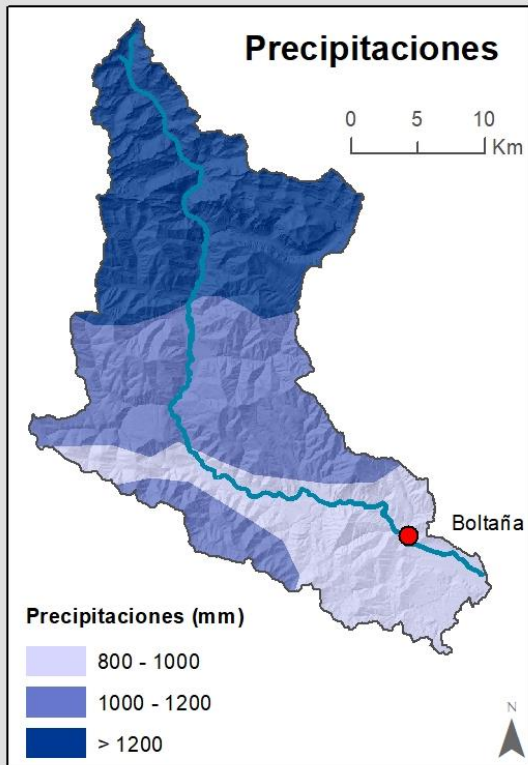 Precipitaciones
0 5 10
Km
Boltaña
Precipitaciones (mm)
800 - 1000
1000 - 1200
> 1200
N